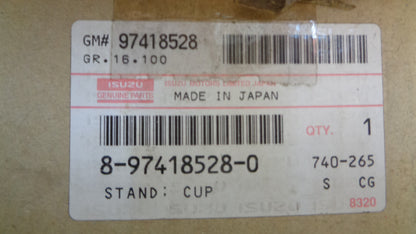 GM# 97418528
GR. 16.100
ISUZU ISUZU MOTORS LIMITED JAPAN
GENUINE PARTS MADE IN JAPAN
QTY. 1
8-97418528-0 740-265
STAND: CUP S CG
8320